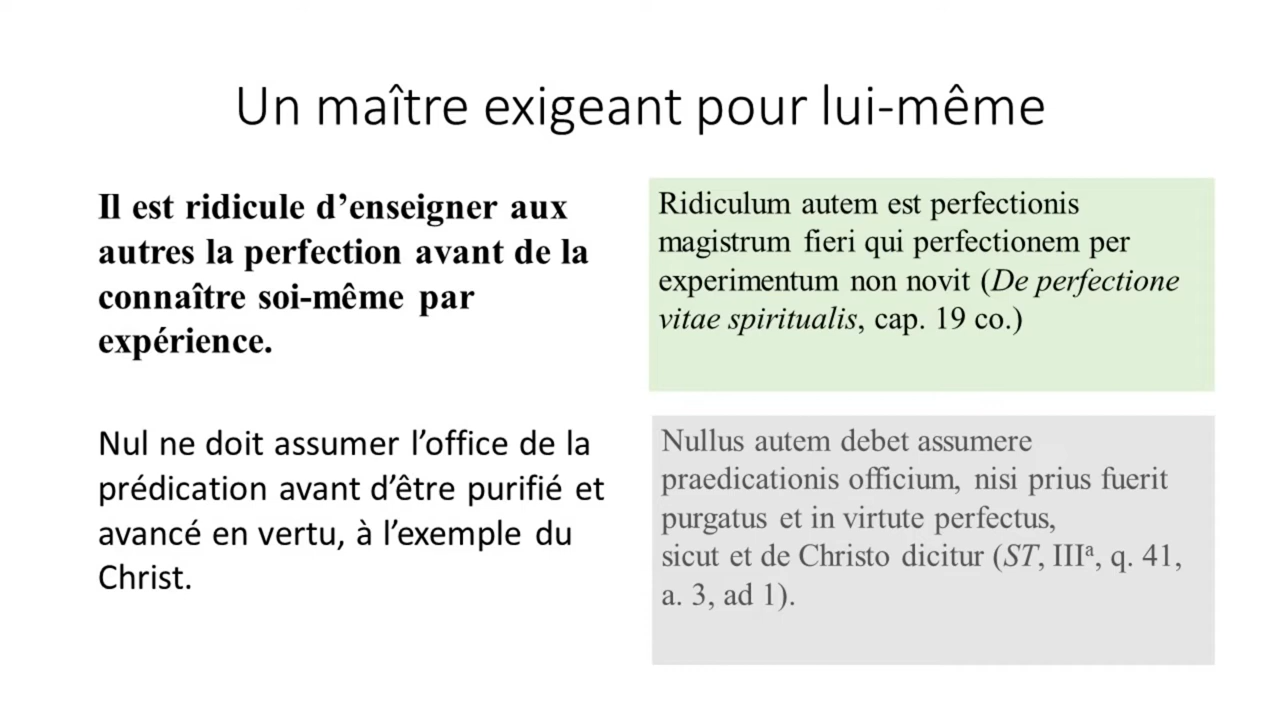 Un maître exigeant pour lui-même
Il est ridicule d’enseigner aux
autres la perfection avant de la
connaître soi-même par
expérience.
Ridiculum autem est perfectionis
magistrum fieri qui perfectionem per
experimentum non novit (De perfectione
vitae spiritualis, cap. 19 co.)
Nul ne doit assumer l’office de la
prédication avant d’être purifié et
avancé en vertu, à l’exemple du
Christ.
Nullus autem debet assumere
praedicationis officium, nisi prius fuerit
purgatus et in virtute perfectus,
sicut et de Christo dicitur (ST, IIIª, q. 41,
a. 3, ad 1).